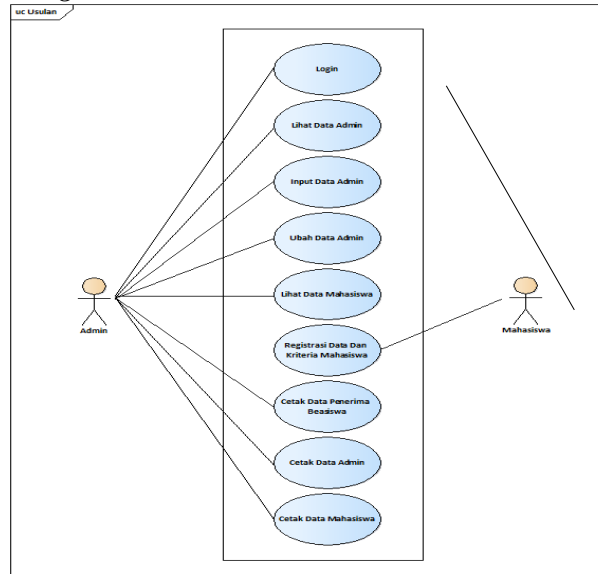 uc Usulan
Login
Lihat Data Admin
Input Data Admin
Ubah Data Admin
Lihat Data Mahasiswa
Admin
Mahasiswa
Registrasi Data Dan
Kriteria Mahasiswa
Cetak Data Penerima
Beasiswa
Cetak Data Admin
Cetak Data Mahasiswa